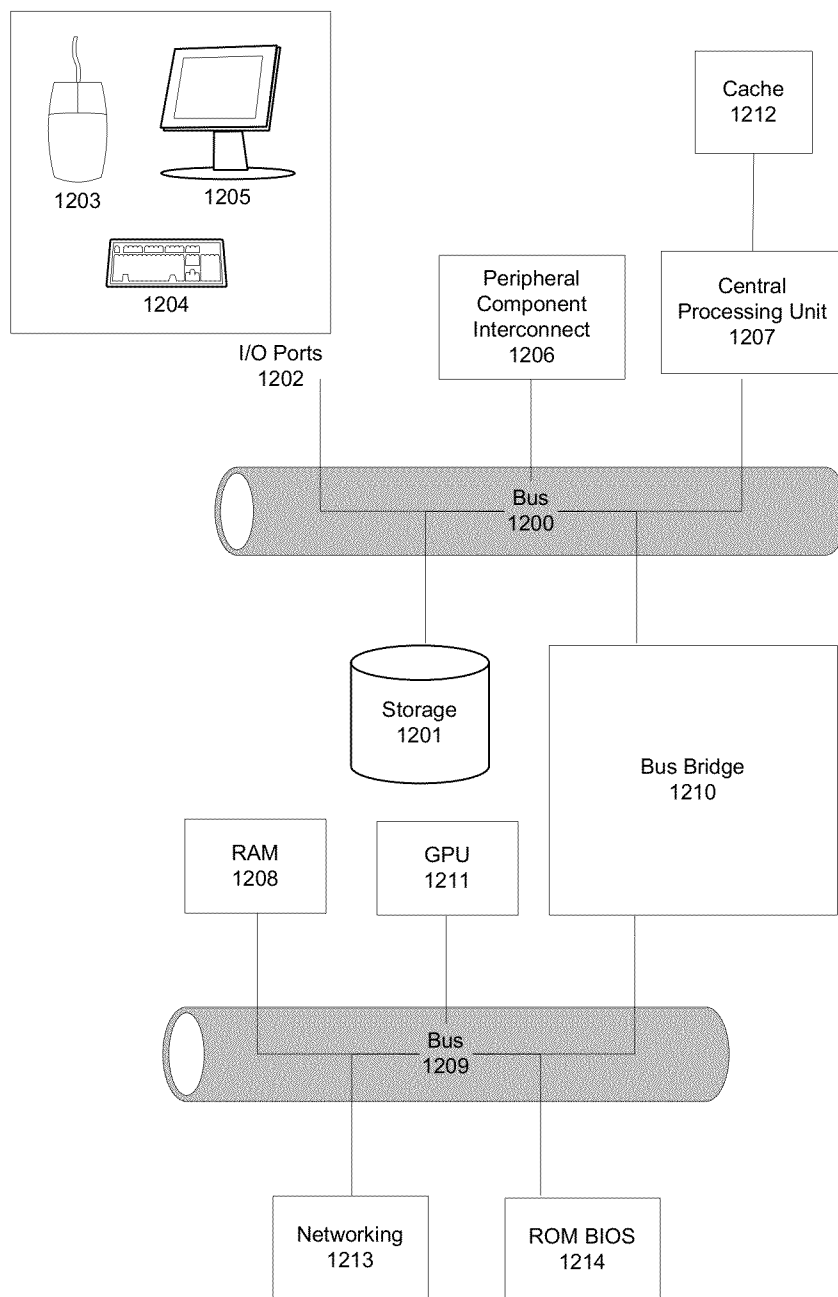 1203
1205
1204
Cache
1212
Peripheral
Component
Interconnect
1206
Central
Processing Unit
1207
I/O Ports
1202
Bus
1200
Storage
1201
Bus Bridge
1210
RAM
1208
GPU
1211
Bus
1209
Networking
1213
ROM BIOS
1214